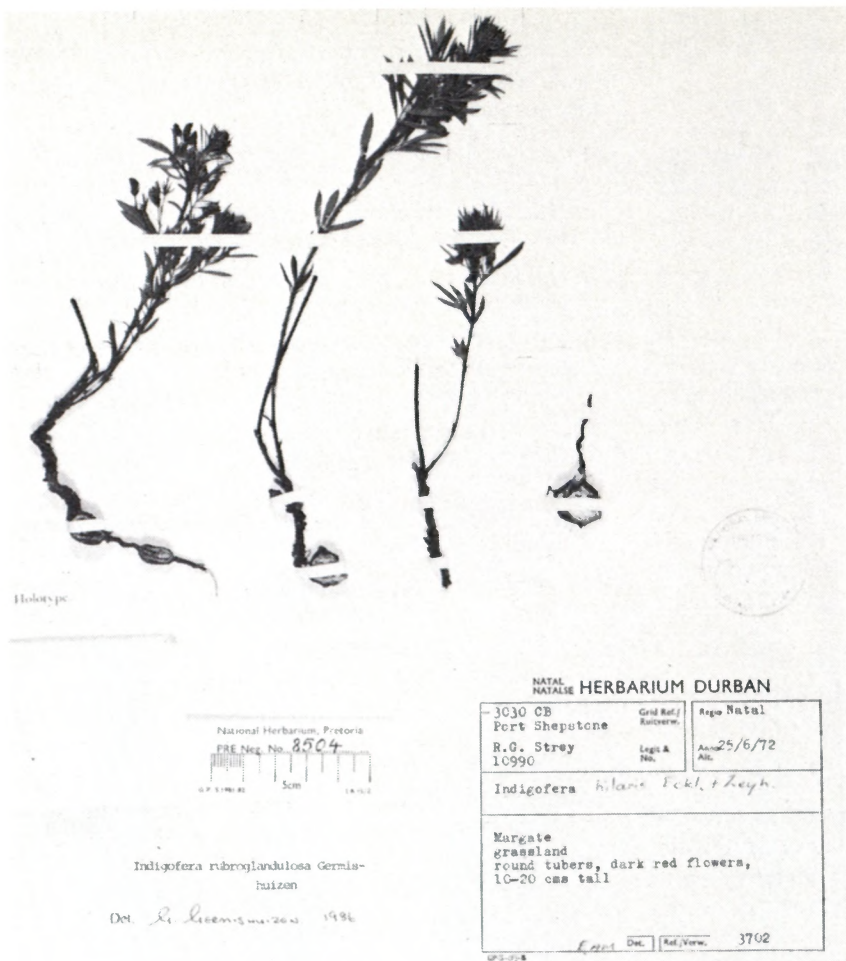 Holotype
National Herbarium, Pretoria
PRE Neg. No. 8504
5cm
Indigofera rubroglandulosa Germis-
huizen
Det. G. Germishuizen 1986
NATAL
NATALSE HERBARIUM DURBAN
3030 CB
Port Shepstone
Grid Ref./
Ruitverw.
Regio Natal
R.G. Strey
10990
Legit &
No.
Anno 25/6/72
Alt.
Indigofera hilaris Eckl. + Zeyh.
Margate
grassland
round tubers, dark red flowers,
10-20 cms tall
Det. Ref./Verw. 3702